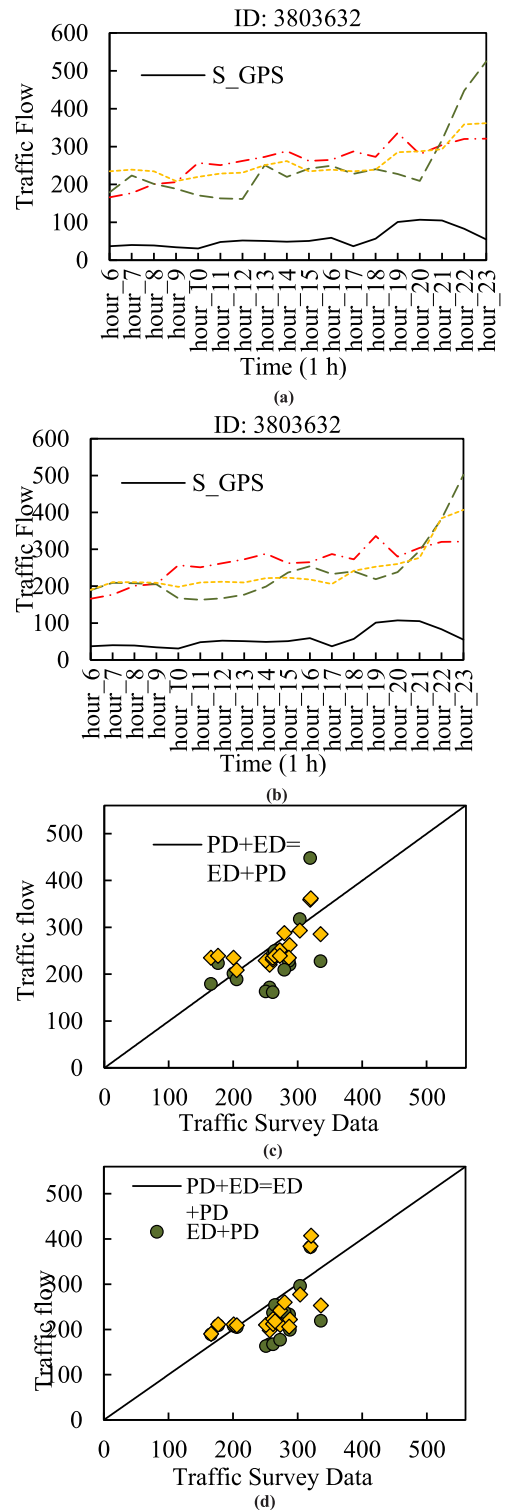 ID: 3803632
600
500
400
300
200
100
0
Traffic Flow
S_GPS
hour_6
hour_7
hour_8
hour_9
hour_10
hour_11
hour_12
hour_13
hour_14
hour_15
hour_16
hour_17
hour_18
hour_19
hour_20
hour_21
hour_22
hour_23
Time (1 h)
(a)
ID: 3803632
600
500
400
300
200
100
0
Traffic Flow
S_GPS
hour_6
hour_7
hour_8
hour_9
hour_10
hour_11
hour_12
hour_13
hour_14
hour_15
hour_16
hour_17
hour_18
hour_19
hour_20
hour_21
hour_22
hour_23
Time (1 h)
(b)
500
400
300
200
100
0
Traffic flow
PD+ED=
ED+PD
0 100 200 300 400 500
Traffic Survey Data
(c)
500
400
300
200
100
0
Traffic flow
PD+ED=ED
+PD
ED+PD
0 100 200 300 400 500
Traffic Survey Data
(d)